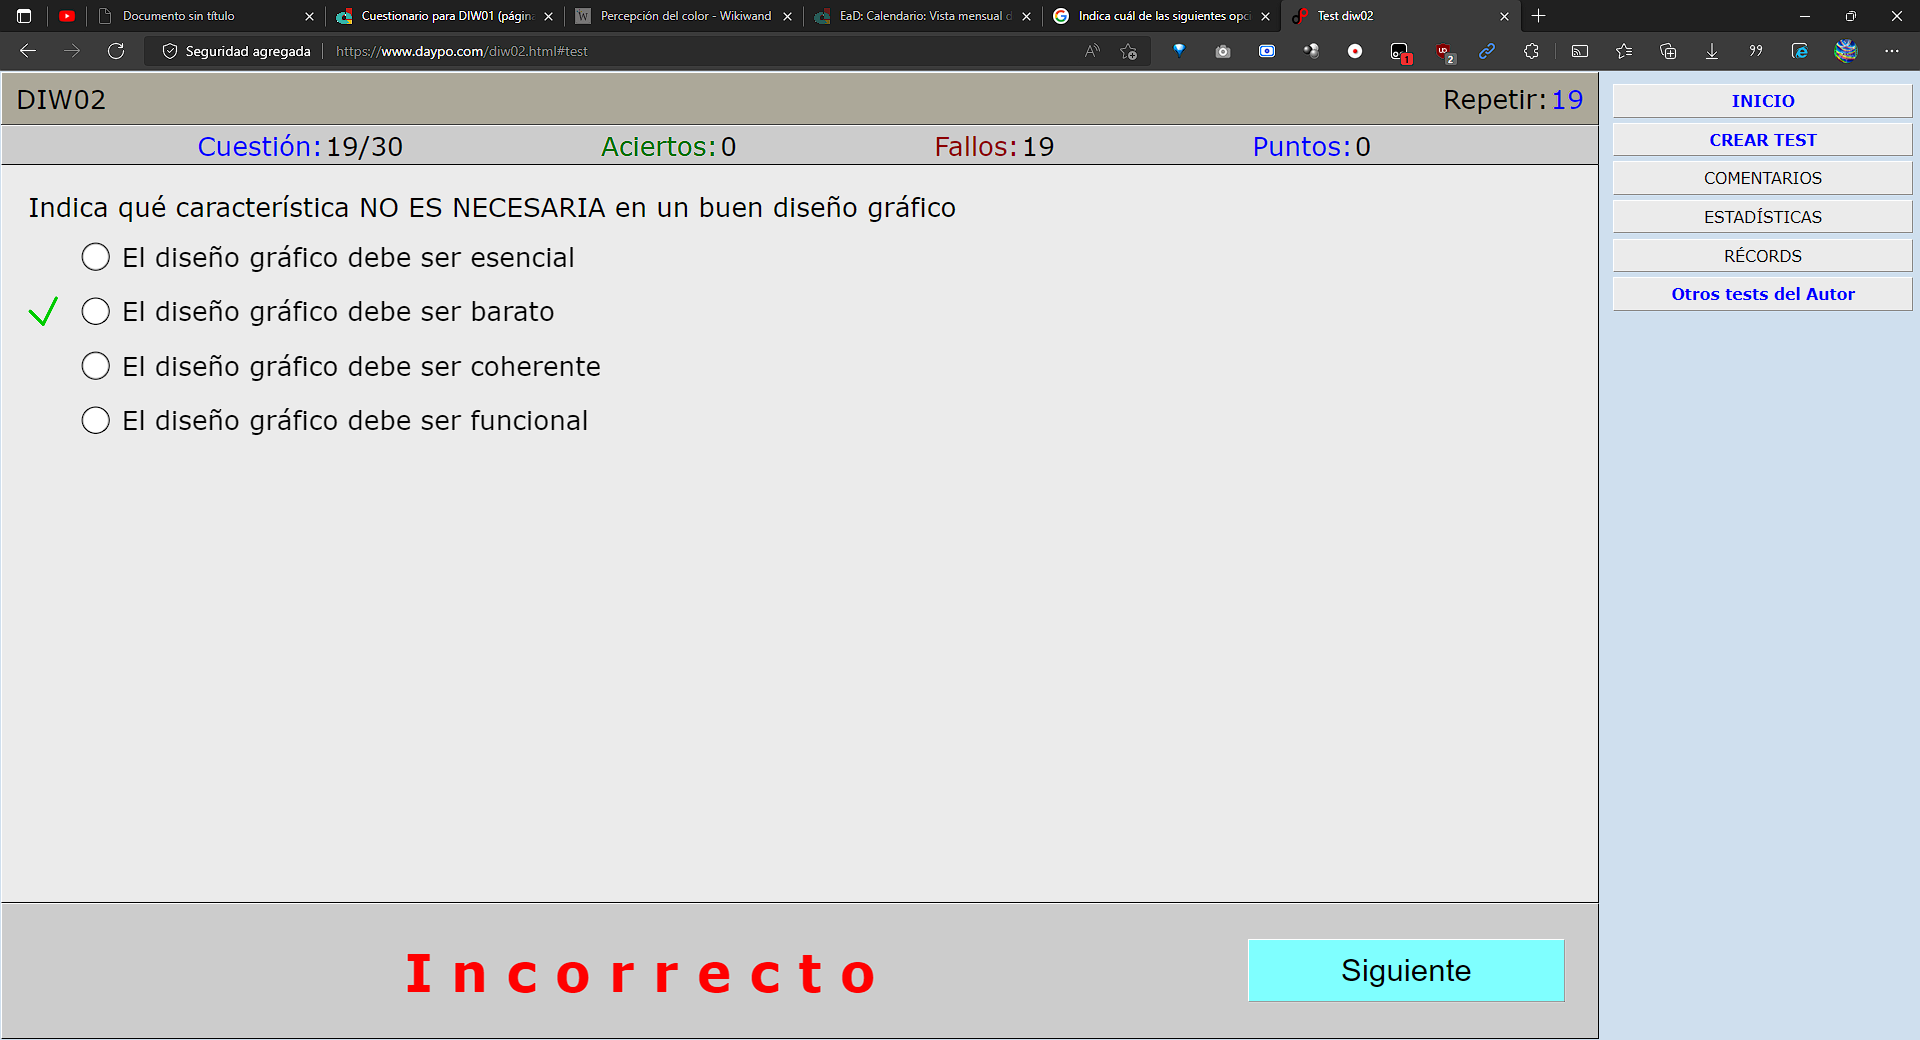 Documento sin título
Cuestionario para DIW01 (págin
Percepción del color - Wikiwand
EaD: Calendario: Vista mensual d
Indica cuál de las siguientes opc
Test diw02
Seguridad agregada
https://www.daypo.com/diw02.html#test
1
2
DIW02
Repetir:19
Cuestión:19/30
Aciertos:0
Fallos:19
Puntos:0
Indica qué característica NO ES NECESARIA en un buen diseño gráfico
El diseño gráfico debe ser esencial
El diseño gráfico debe ser barato
El diseño gráfico debe ser coherente
El diseño gráfico debe ser funcional
Incorrecto
Siguiente
INICIO
CREAR TEST
COMENTARIOS
ESTADÍSTICAS
RÉCORDS
Otros tests del Autor